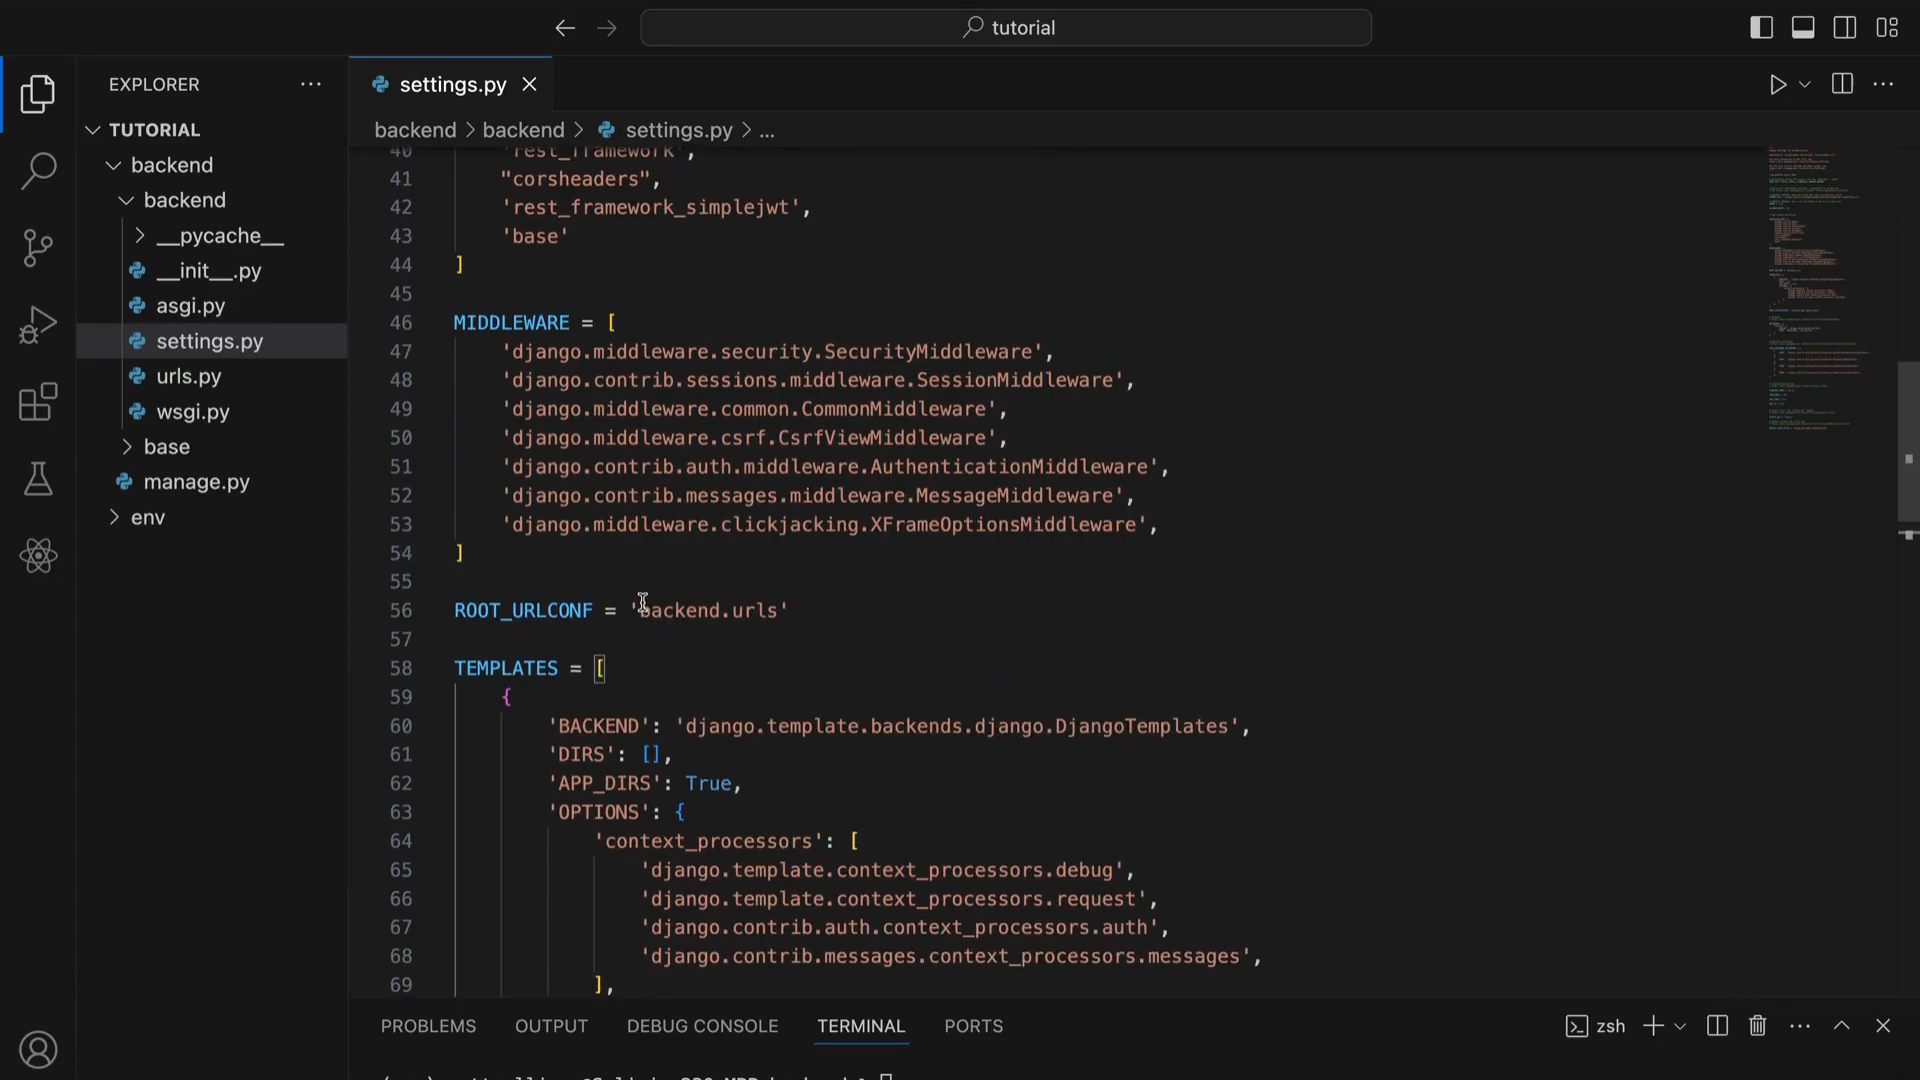 tutorial
EXPLORER
settings.py
TUTORIAL
backend > backend > settings.py > ...
backend
backend
__pycache__
__init__.py
asgi.py
settings.py
urls.py
wsgi.py
base
manage.py
env
40 'rest_framework',
41 "corsheaders",
42 'rest_framework_simplejwt',
43 'base'
44 ]
45
46 MIDDLEWARE = [
47 'django.middleware.security.SecurityMiddleware',
48 'django.contrib.sessions.middleware.SessionMiddleware',
49 'django.middleware.common.CommonMiddleware',
50 'django.middleware.csrf.CsrfViewMiddleware',
51 'django.contrib.auth.middleware.AuthenticationMiddleware',
52 'django.contrib.messages.middleware.MessageMiddleware',
53 'django.middleware.clickjacking.XFrameOptionsMiddleware',
54 ]
55
56 ROOT_URLCONF = 'backend.urls'
57
58 TEMPLATES = [
59 {
60 'BACKEND': 'django.template.backends.django.DjangoTemplates',
61 'DIRS': [],
62 'APP_DIRS': True,
63 'OPTIONS': {
64 'context_processors': [
65 'django.template.context_processors.debug',
66 'django.template.context_processors.request',
67 'django.contrib.auth.context_processors.auth',
68 'django.contrib.messages.context_processors.messages',
69 ],
PROBLEMS OUTPUT DEBUG CONSOLE TERMINAL PORTS zsh